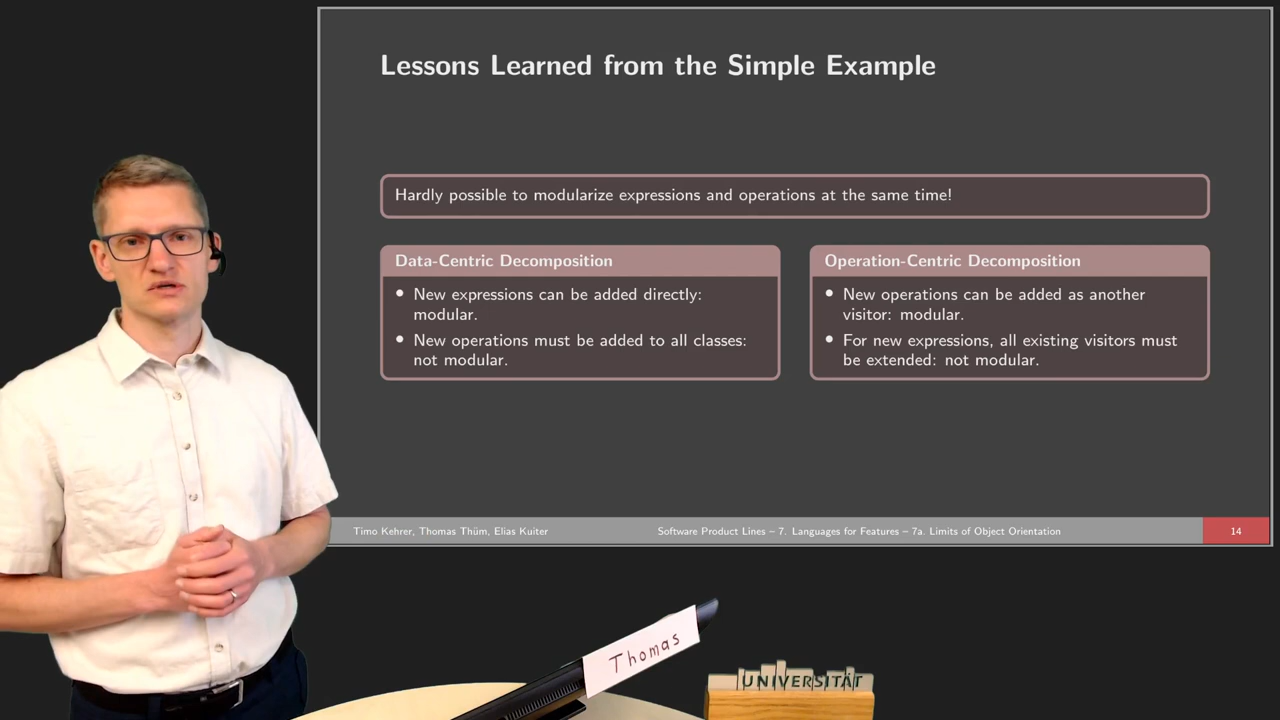 Lessons Learned from the Simple Example
Hardly possible to modularize expressions and operations at the same time!
Data-Centric Decomposition
• New expressions can be added directly:
modular.
• New operations must be added to all classes:
not modular.
Operation-Centric Decomposition
• New operations can be added as another
visitor: modular.
• For new expressions, all existing visitors must
be extended: not modular.
Timo Kehrer, Thomas Thüm, Elias Kuiter
Software Product Lines – 7. Languages for Features – 7a. Limits of Object Orientation
14
Thomas
UNIVERSITÄT